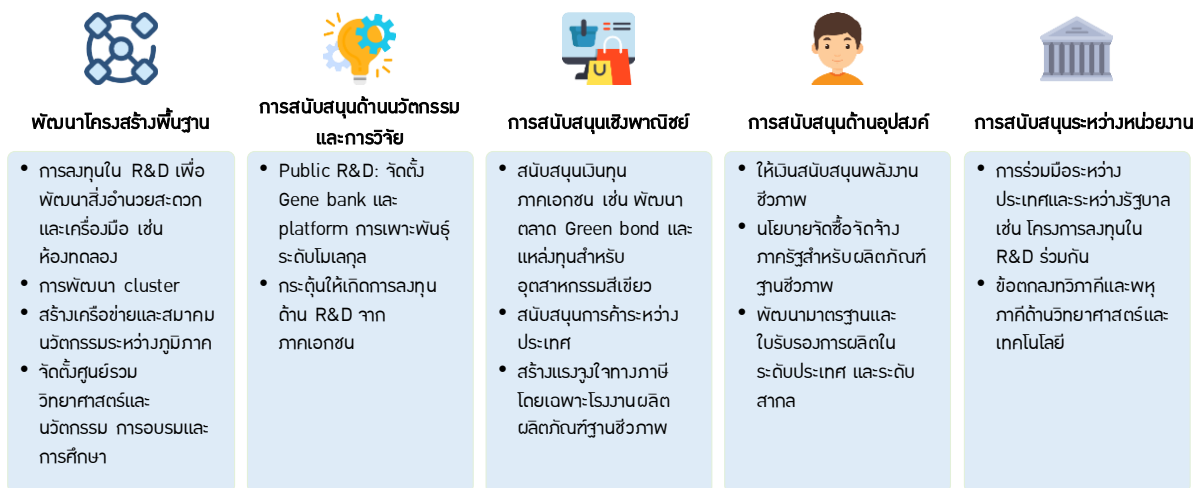 พัฒนาโครงสร้างพื้นฐาน
• การลงทุนใน R&D เพื่อ
พัฒนาสิ่งอำนวยสะดวก
และเครื่องมือ เช่น
ห้องทดลอง
• การพัฒนา cluster
• สร้างเครือข่ายและสมาคม
นวัตกรรมระหว่างภูมิภาค
• จัดตั้งศูนย์รวม
วิทยาศาสตร์และ
นวัตกรรม การอบรมและ
การศึกษา
การสนับสนุนด้านนวัตกรรม
และการวิจัย
• Public R&D: จัดตั้ง
Gene bank และ
platform การเพาะพันธุ์
ระดับโมเลกุล
• กระตุ้นให้เกิดการลงทุน
ด้าน R&D จาก
ภาคเอกชน
การสนับสนุนเชิงพาณิชย์
• สนับสนุนเงินทุน
ภาคเอกชน เช่น พัฒนา
ตลาด Green bond และ
แหล่งทุนสำหรับ
อุตสาหกรรมสีเขียว
• สนับสนุนการค้าระหว่าง
ประเทศ
• สร้างแรงจูงใจทางภาษี
โดยเฉพาะโรงงานผลิต
ผลิตภัณฑ์ฐานชีวภาพ
การสนับสนุนด้านอุปสงค์
• ให้เงินสนับสนุนพลังงาน
ชีวภาพ
• นโยบายจัดซื้อจัดจ้าง
ภาครัฐสำหรับผลิตภัณฑ์
ฐานชีวภาพ
• พัฒนามาตรฐานและ
ใบรับรองการผลิตใน
ระดับประเทศ และระดับ
สากล
การสนับสนุนระหว่างหน่วยงาน
• การร่วมมือระหว่าง
ประเทศและระหว่างรัฐบาล
เช่น โครงการลงทุนใน
R&D ร่วมกัน
• ข้อตกลงทวิภาคีและพหุ
ภาคีด้านวิทยาศาสตร์และ
เทคโนโลยี